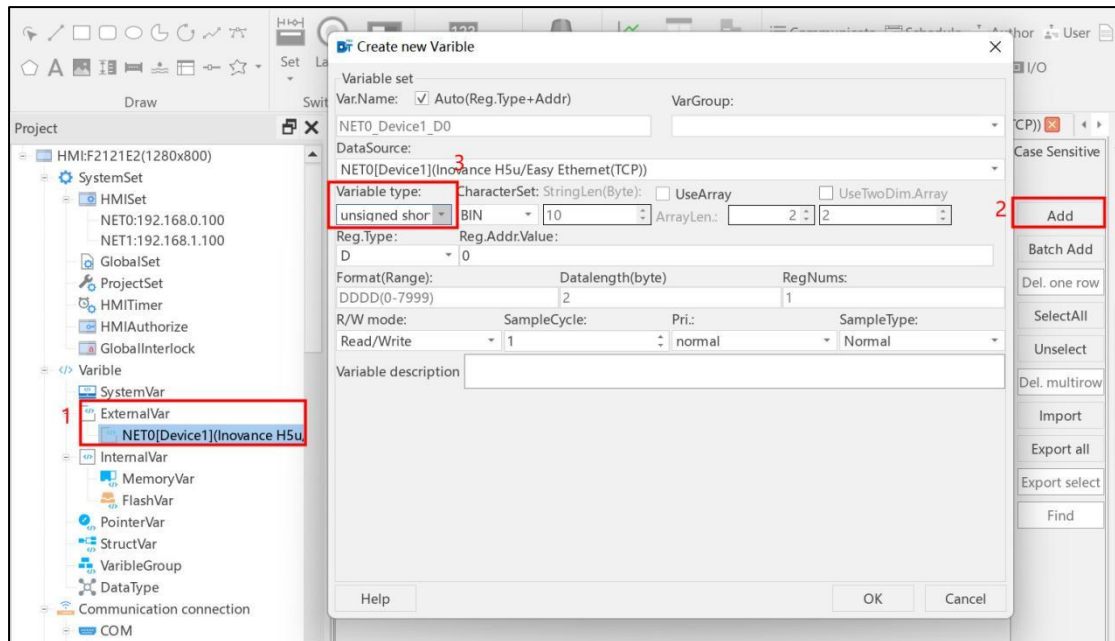 Set
Draw
Communicate
Schedule
User
I/O
Project
HMI:F2121E2(1280x800)
SystemSet
HMISet
NET0:192.168.0.100
NET1:192.168.1.100
GlobalSet
ProjectSet
HMITimer
HMIAuthorize
GlobalInterlock
Varible
SystemVar
1
ExternalVar
NET0[Device1](Inovance H5u/
InternalVar
MemoryVar
FlashVar
PointerVar
StructVar
VaribleGroup
DataType
Communication connection
COM
DT Create new Varible
Variable set
Var.Name: Auto(Reg.Type+Addr) VarGroup:
NET0_Device1_D0
DataSource:
3
NET0[Device1](Inovance H5u/Easy Ethernet(TCP))
Variable type: CharacterSet: StringLen(Byte): UseArray UseTwoDim.Array
unsigned shor BIN 10 ArrayLen.: 2 2
Reg.Type: Reg.Addr.Value:
D 0
Format(Range): Datalength(byte) RegNums:
DDDD(0-7999) 2 1
R/W mode: SampleCycle: Pri.: SampleType:
Read/Write 1 normal Normal
Variable description
Help OK Cancel
TCP))
Case Sensitive
2
Add
Batch Add
Del. one row
SelectAll
Unselect
Del. multirow
Import
Export all
Export select
Find